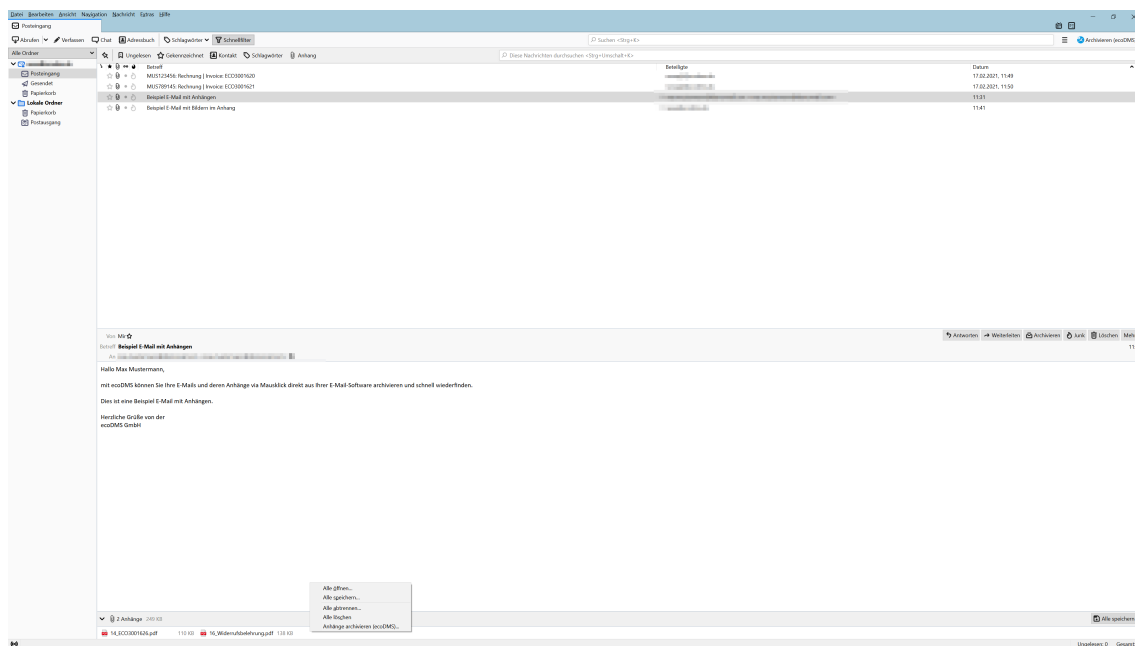 Datei Bearbeiten Ansicht Navigation Nachricht Extras Hilfe
Posteingang
Abrufen Verfassen Chat Adressbuch Schlagwörter Schnellfilter Suchen <Strg+K> Archivieren (ecoDMS
Alle Ordner Ungelesen Gekennzeichnet Kontakt Schlagwörter Anhang Diese Nachrichten durchsuchen <Strg+Umschalt+K>
Betreff Beteiligte Datum
Posteingang
Gesendet
Papierkorb
Lokale Ordner
Papierkorb
Postausgang
MUS123456: Rechnung | Invoice: ECO3001620 17.02.2021, 11:49
MUS789145: Rechnung | Invoice: ECO3001621 17.02.2021, 11:50
Beispiel E-Mail mit Anhängen 11:31
Beispiel E-Mail mit Bildern im Anhang 11:41
Von Mir Antworten Weiterleiten Archivieren Junk Löschen Meh
Betreff Beispiel E-Mail mit Anhängen 11
An
Hallo Max Mustermann,
mit ecoDMS können Sie Ihre E-Mails und deren Anhänge via Mausklick direkt aus Ihrer E-Mail-Software archivieren und schnell wiederfinden.
Dies ist eine Beispiel E-Mail mit Anhängen.
Herzliche Grüße von der
ecoDMS GmbH
Alle öffnen...
Alle speichern...
Alle abtrennen...
Alle löschen
Anhänge archivieren (ecoDMS)...
2 Anhänge 249 KB Alle speichern
14_ECO3001626.pdf 110 KB 16_Widerrufsbelehrung.pdf 138 KB
Ungelesen: 0 Gesamt